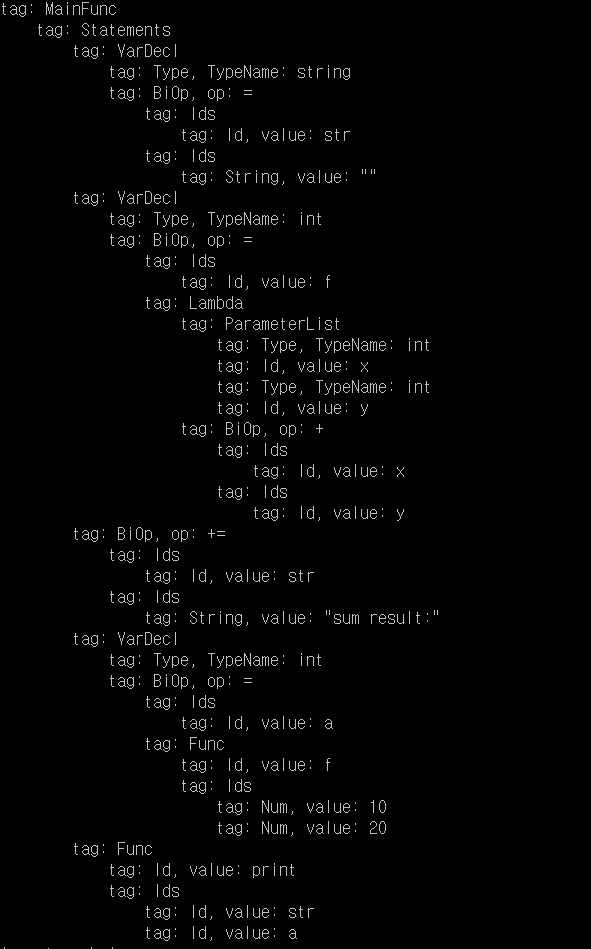 tag: MainFunc
tag: Statements
tag: VarDecl
tag: Type, TypeName: string
tag: BiOp, op: =
tag: Ids
tag: Id, value: str
tag: Ids
tag: String, value: ""
tag: VarDecl
tag: Type, TypeName: int
tag: BiOp, op: =
tag: Ids
tag: Id, value: f
tag: Lambda
tag: ParameterList
tag: Type, TypeName: int
tag: Id, value: x
tag: Type, TypeName: int
tag: Id, value: y
tag: BiOp, op: +
tag: Ids
tag: Id, value: x
tag: Ids
tag: Id, value: y
tag: BiOp, op: +=
tag: Ids
tag: Id, value: str
tag: Ids
tag: String, value: "sum result:"
tag: VarDecl
tag: Type, TypeName: int
tag: BiOp, op: =
tag: Ids
tag: Id, value: a
tag: Func
tag: Id, value: f
tag: Ids
tag: Num, value: 10
tag: Num, value: 20
tag: Func
tag: Id, value: print
tag: Ids
tag: Id, value: str
tag: Id, value: a